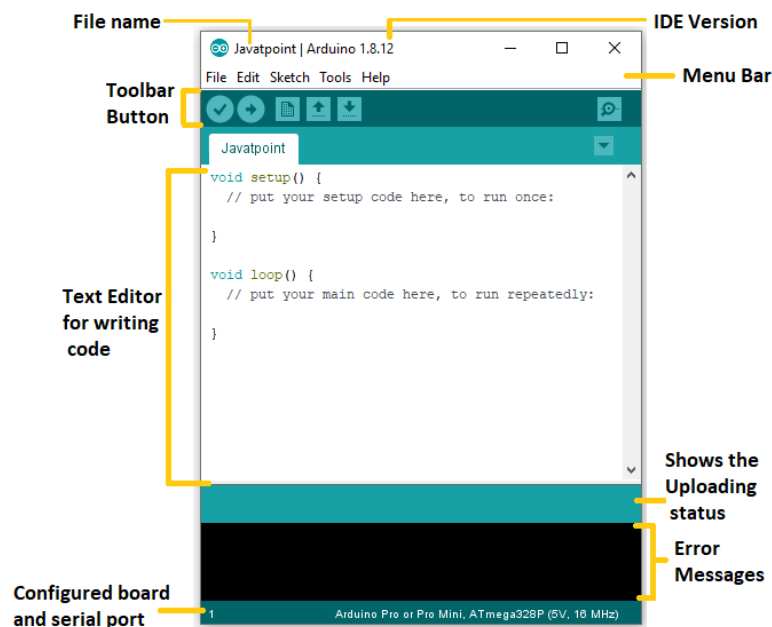 File name
IDE Version
Javatpoint | Arduino 1.8.12
File Edit Sketch Tools Help
Menu Bar
Toolbar
Button
Javatpoint
void setup() {
// put your setup code here, to run once:
}
void loop() {
// put your main code here, to run repeatedly:
}
Text Editor
for writing
code
Shows the
Uploading
status
Error
Messages
Configured board
and serial port
1
Arduino Pro or Pro Mini, ATmega328P (5V, 16 MHz)